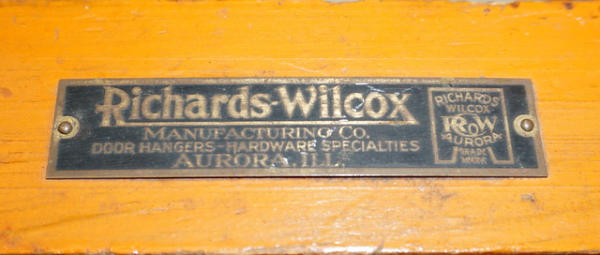 Richards-Wilcox
MANUFACTURING CO.
DOOR HANGERS-HARDWARE SPECIALTIES
AURORA, ILL.
RICHARDS
WILCOX
R W
AURORA
TRADE
MARK